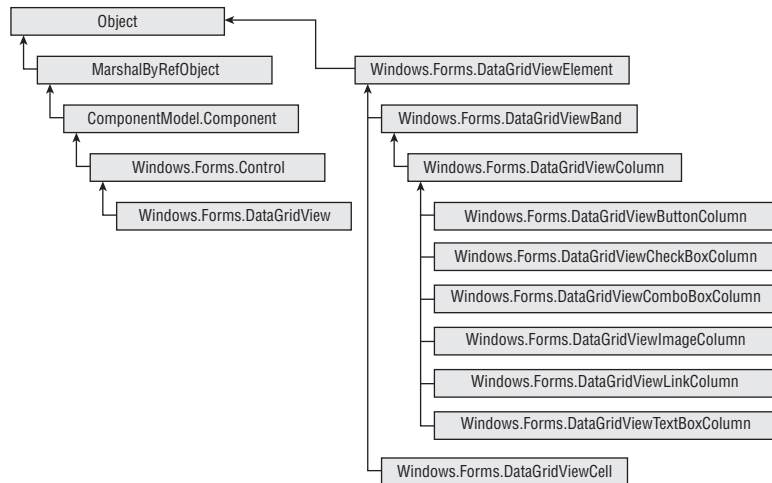 Object
MarshalByRefObject
Windows.Forms.DataGridViewElement
ComponentModel.Component
Windows.Forms.DataGridViewBand
Windows.Forms.Control
Windows.Forms.DataGridViewColumn
Windows.Forms.DataGridView
Windows.Forms.DataGridViewButtonColumn
Windows.Forms.DataGridViewCheckBoxColumn
Windows.Forms.DataGridViewComboBoxColumn
Windows.Forms.DataGridViewImageColumn
Windows.Forms.DataGridViewLinkColumn
Windows.Forms.DataGridViewTextBoxColumn
Windows.Forms.DataGridViewCell